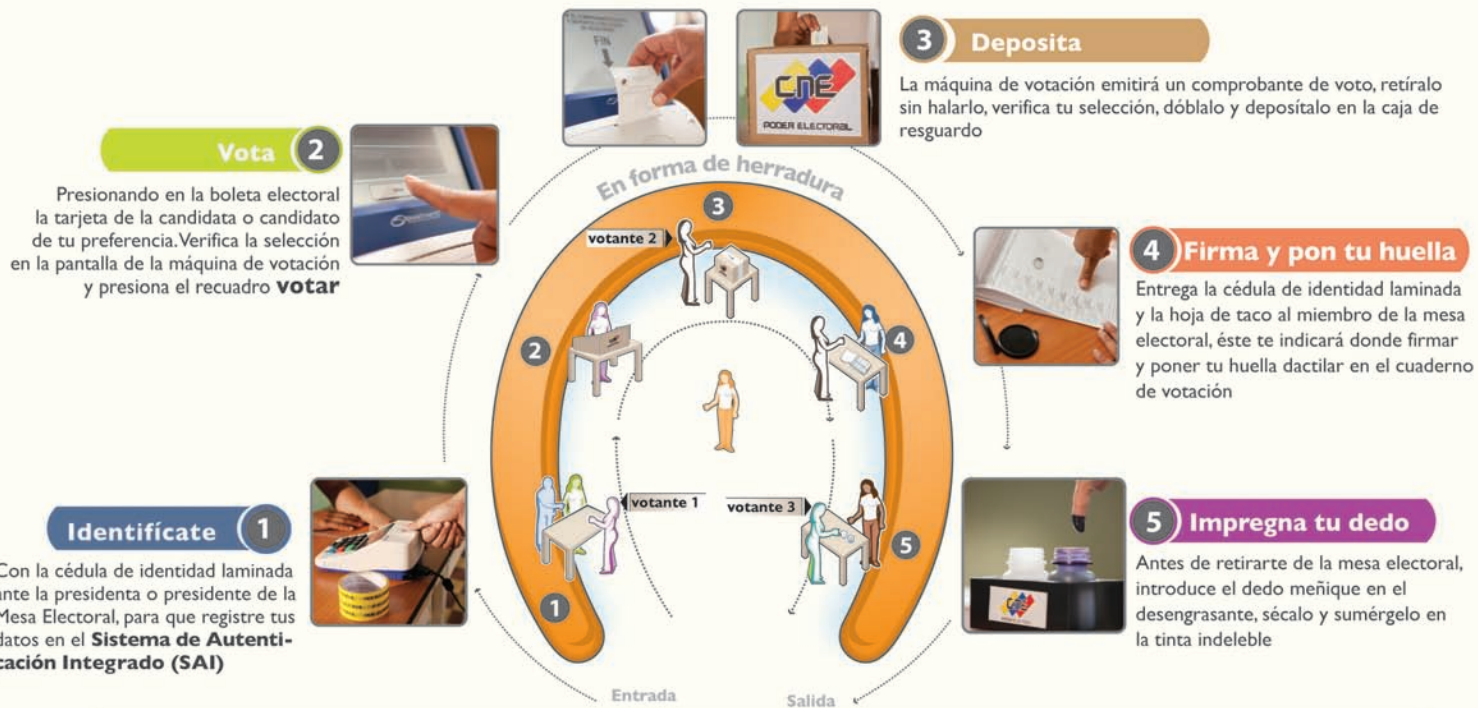 1 Identifícate
Con la cédula de identidad laminada
ante la presidenta o presidente de la
Mesa Electoral, para que registre tus
datos en el Sistema de Autenti-
cación Integrado (SAI)
Vota 2
Presionando en la boleta electoral
la tarjeta de la candidata o candidato
de tu preferencia. Verifica la selección
en la pantalla de la máquina de votación
y presiona el recuadro votar
FIN
CNE
PODER ELECTORAL
3 Deposita
La máquina de votación emitirá un comprobante de voto, retíralo
sin halarlo, verifica tu selección, dóblalo y deposítalo en la caja de
resguardo
4 Firma y pon tu huella
Entrega la cédula de identidad laminada
y la hoja de taco al miembro de la mesa
electoral, éste te indicará donde firmar
y poner tu huella dactilar en el cuaderno
de votación
5 Impregna tu dedo
Antes de retirarte de la mesa electoral,
introduce el dedo meñique en el
desengrasante, sécalo y sumérgelo en
la tinta indeleble
CNE
En forma de herradura
3
votante 2
2
4
votante 1
votante 3
5
1
Entrada
Salida